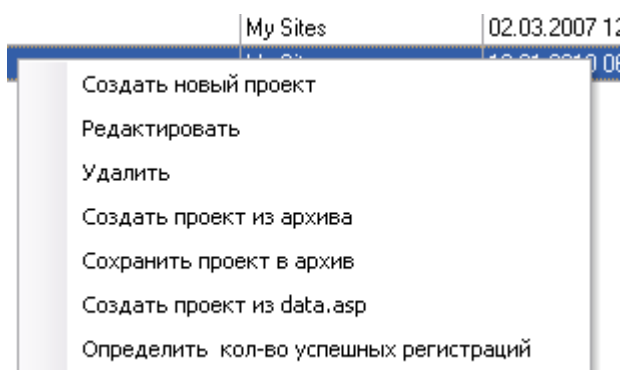 My Sites 02.03.2007 12
Создать новый проект
Редактировать
Удалить
Создать проект из архива
Сохранить проект в архив
Создать проект из data.asp
Определить кол-во успешных регистраций